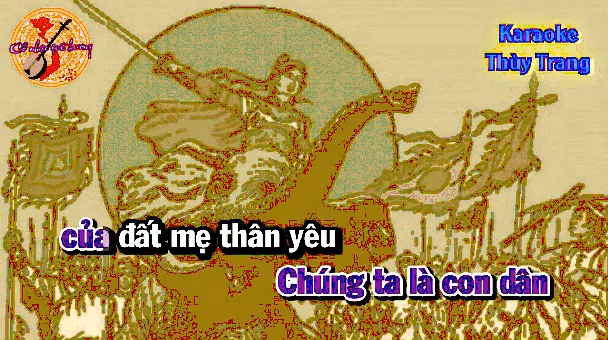 Karaoke
Thùy Trang
của đất mẹ thân yêu
Chúng ta là con dân